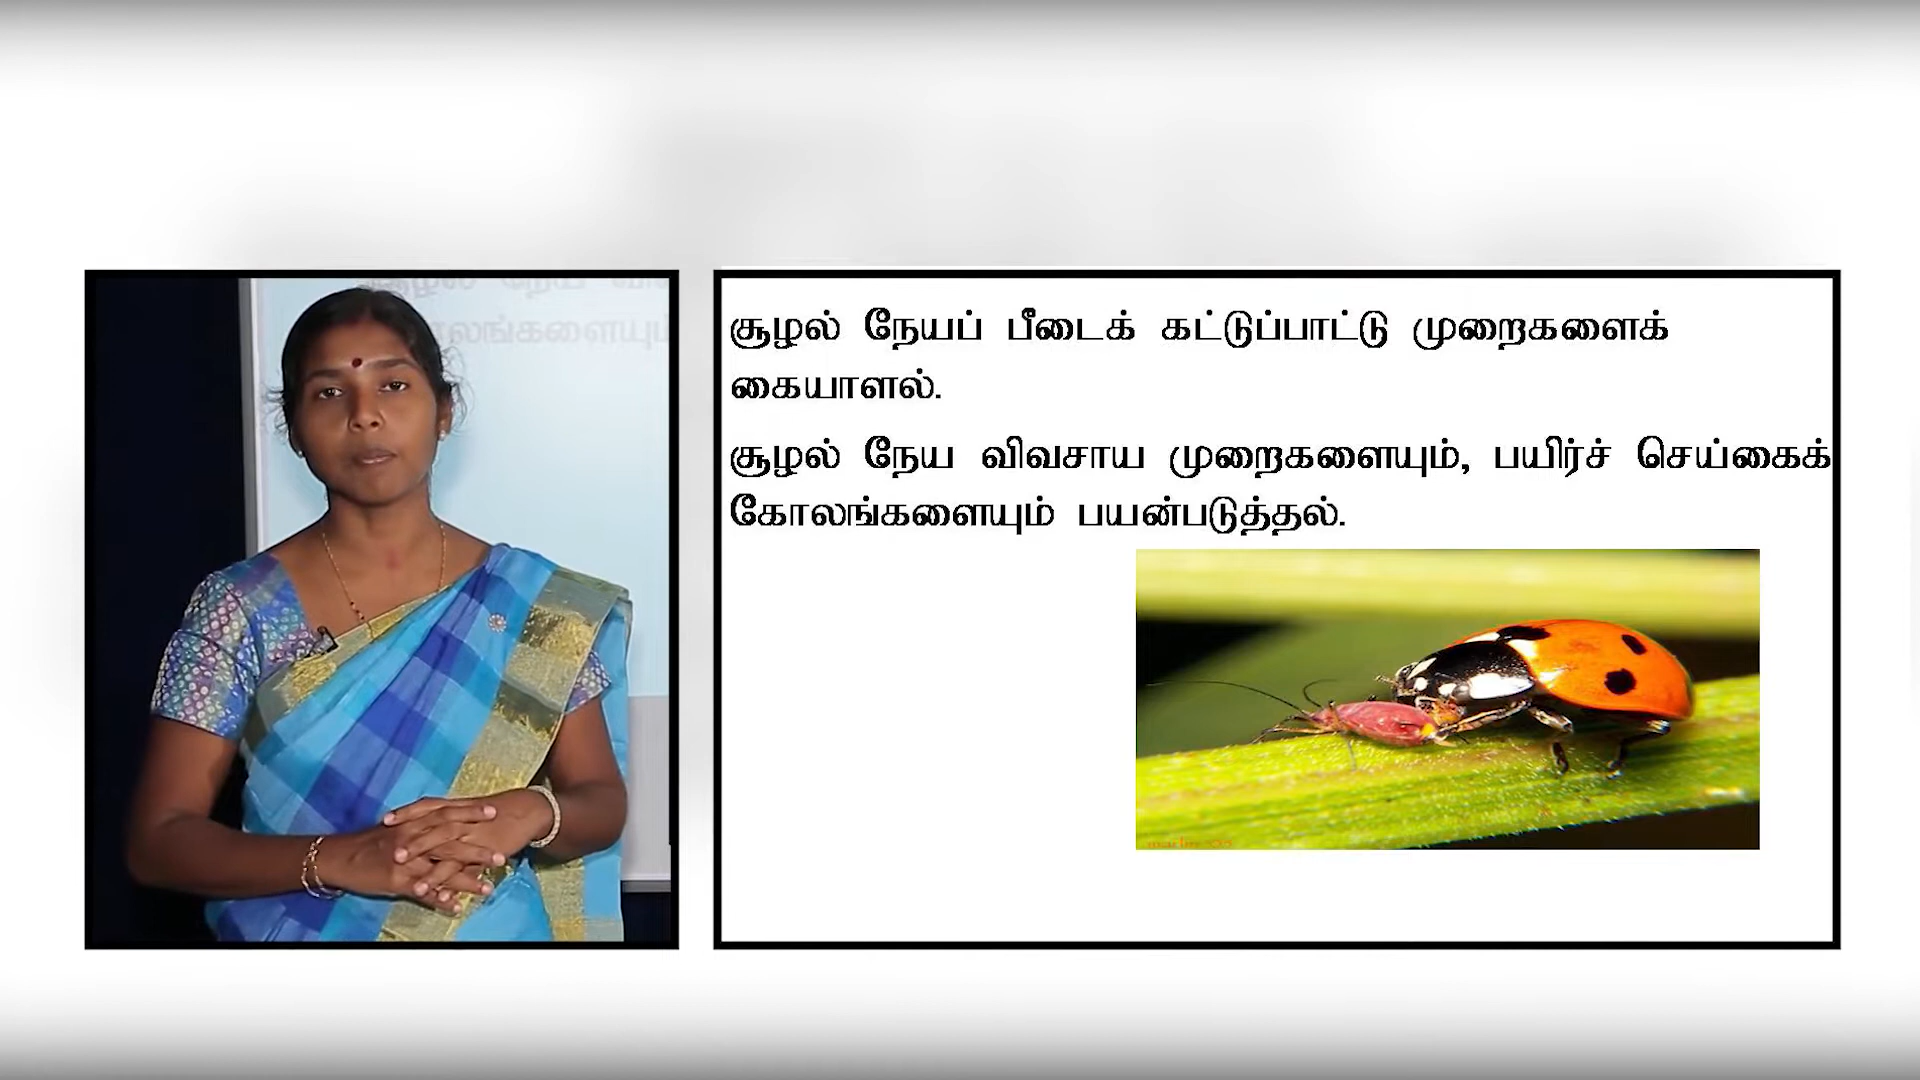 சூழல் நேயப் பீடைக் கட்டுப்பாட்டு முறைகளைக்
கையாளல்.
சூழல் நேய விவசாய முறைகளையும், பயிர்ச் செய்கைக்
கோலங்களையும் பயன்படுத்தல்.